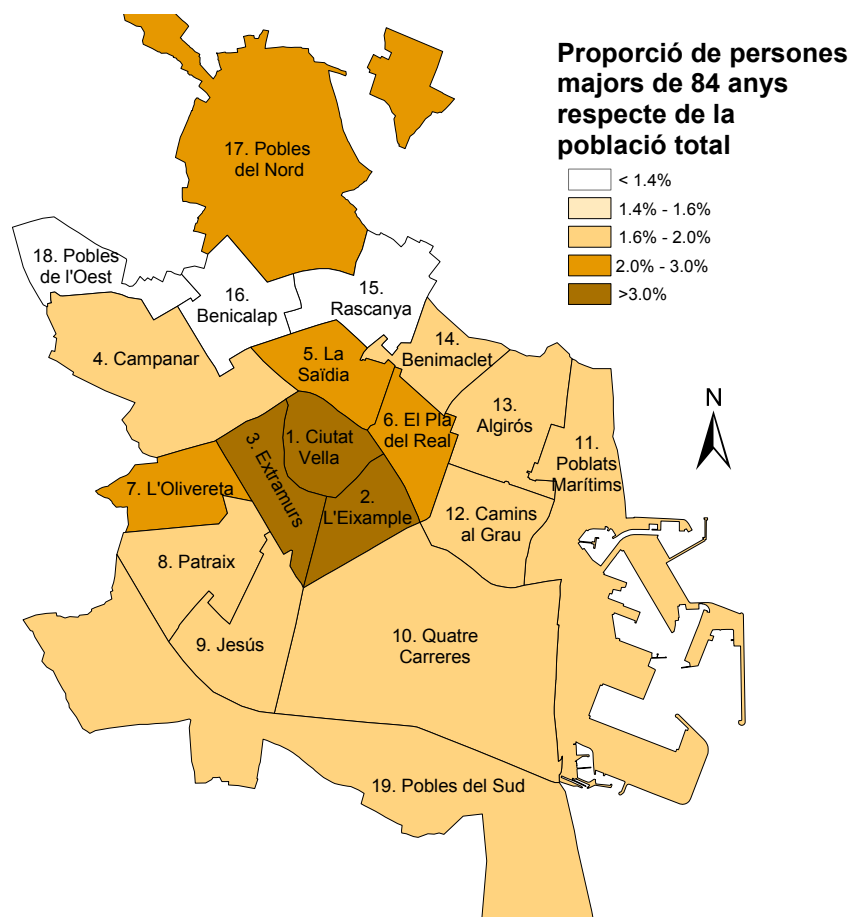 Proporció de persones
majors de 84 anys
respecte de la
població total
< 1.4%
1.4% - 1.6%
1.6% - 2.0%
2.0% - 3.0%
>3.0%
17. Pobles
del Nord
18. Pobles
de l'Oest
16.
Benicalap
15.
Rascanya
4. Campanar
5. La
Saïdia
14.
Benimaclet
13.
Algirós
6. El Pla
del Real
1. Ciutat
Vella
3. Extramurs
11.
Poblats
Marítims
7. L'Olivereta
2.
L'Eixample
12. Camins
al Grau
8. Patraix
9. Jesús
10. Quatre
Carreres
19. Pobles del Sud
N